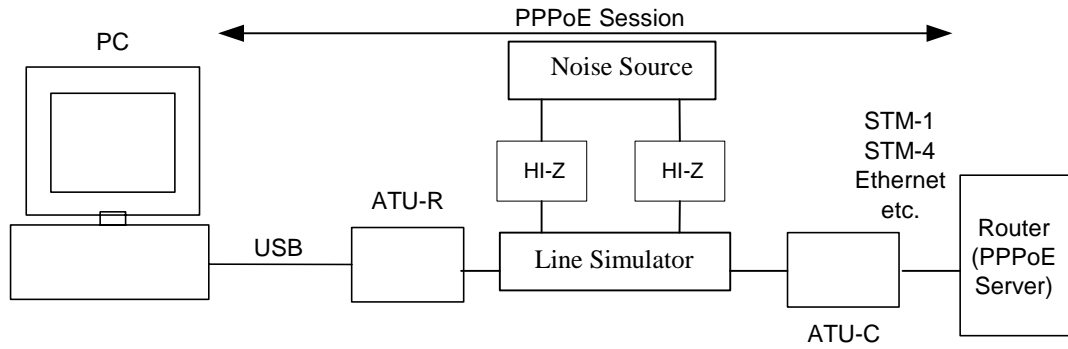 PPPoE Session
PC
Noise Source
STM-1
STM-4
Ethernet
etc.
HI-Z
HI-Z
ATU-R
Router
(PPPoE
Server)
USB
Line Simulator
ATU-C